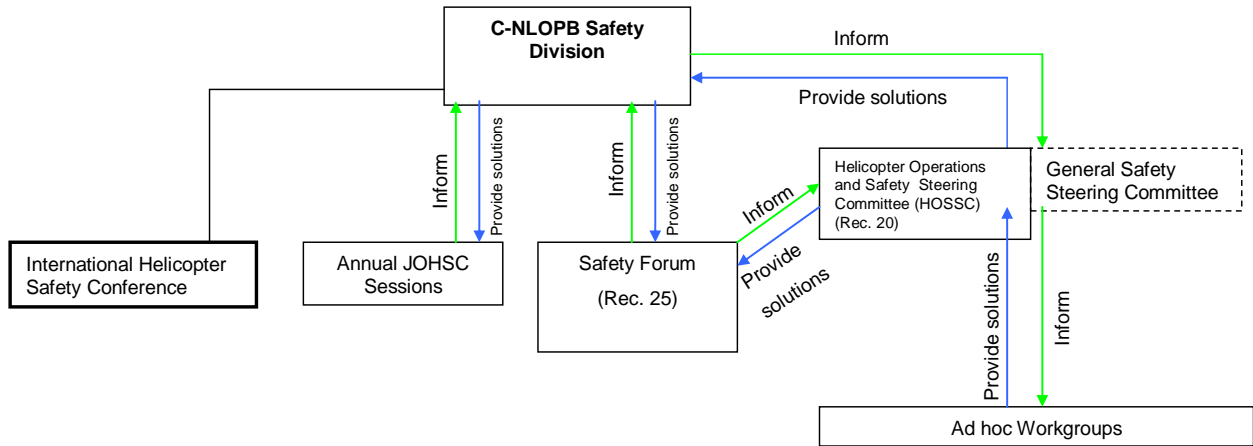 C-NLOPB Safety
Division
Inform
Provide solutions
Inform
Provide solutions
Inform
Provide solutions
Inform
Provide
solutions
Helicopter Operations
and Safety Steering
Committee (HOSSC)
(Rec. 20)
General Safety
Steering Committee
International Helicopter
Safety Conference
Annual JOHSC
Sessions
Safety Forum
(Rec. 25)
Provide solutions
Inform
Ad hoc Workgroups